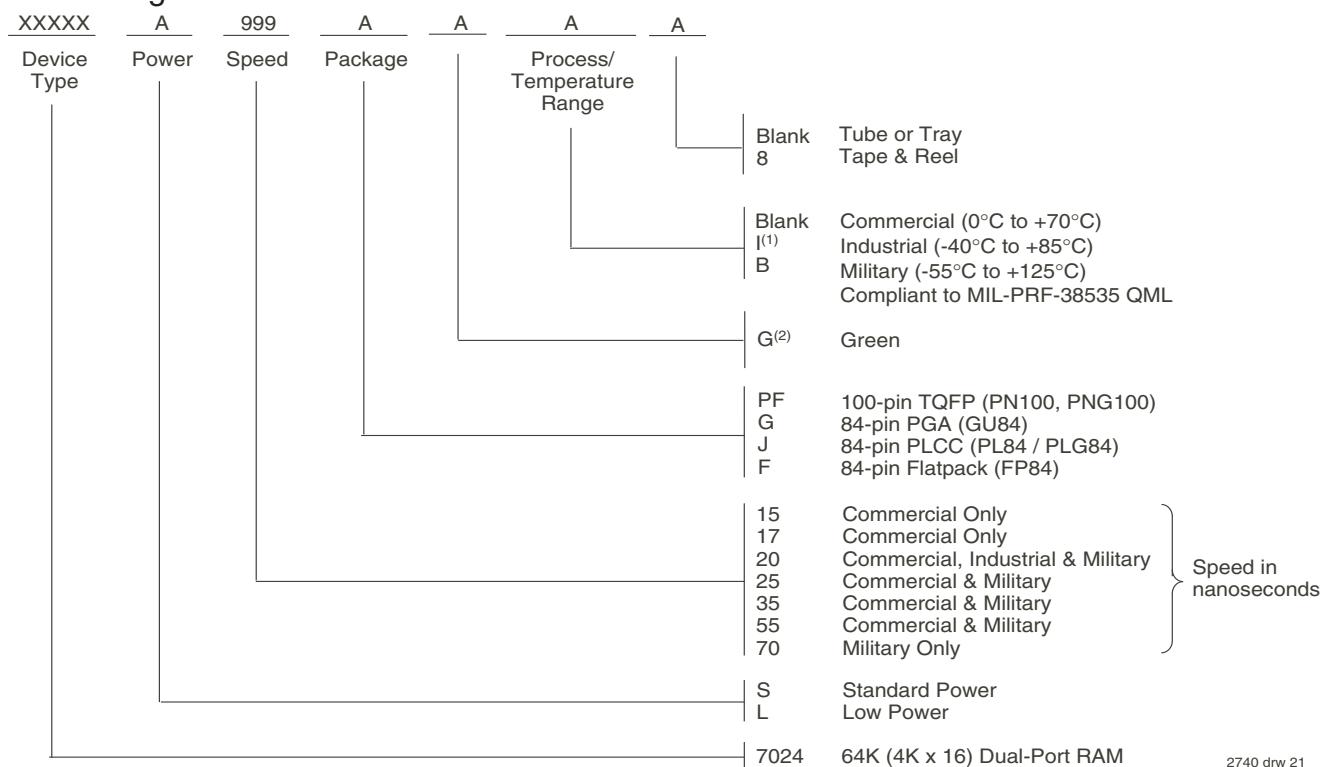 XXXXX A 999 A A A A
Device Type
Power
Speed
Package
Process/
Temperature
Range
Blank Tube or Tray
8 Tape & Reel
Blank Commercial (0°C to +70°C)
I(1) Industrial (-40°C to +85°C)
B Military (-55°C to +125°C)
Compliant to MIL-PRF-38535 QML
G(2) Green
PF 100-pin TQFP (PN100, PNG100)
G 84-pin PGA (GU84)
J 84-pin PLCC (PL84 / PLG84)
F 84-pin Flatpack (FP84)
15 Commercial Only
17 Commercial Only
20 Commercial, Industrial & Military
25 Commercial & Military
35 Commercial & Military
55 Commercial & Military
70 Military Only
Speed in
nanoseconds
S Standard Power
L Low Power
7024 64K (4K x 16) Dual-Port RAM
2740 drw 21